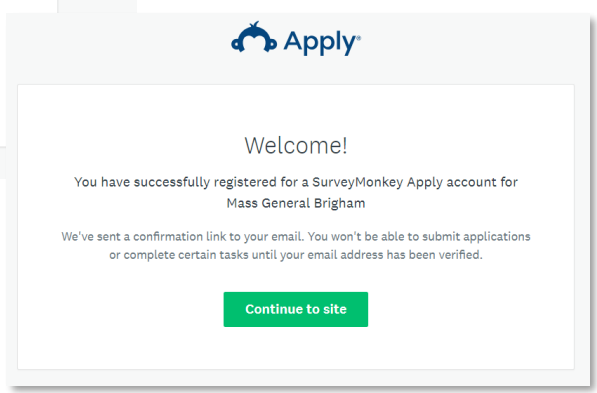 Apply®
Welcome!
You have successfully registered for a SurveyMonkey Apply account for
Mass General Brigham
We've sent a confirmation link to your email. You won't be able to submit applications
or complete certain tasks until your email address has been verified.
Continue to site